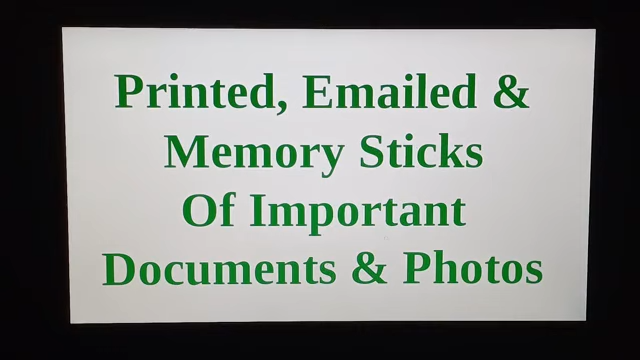 Printed, Emailed &
Memory Sticks
Of Important
Documents & Photos